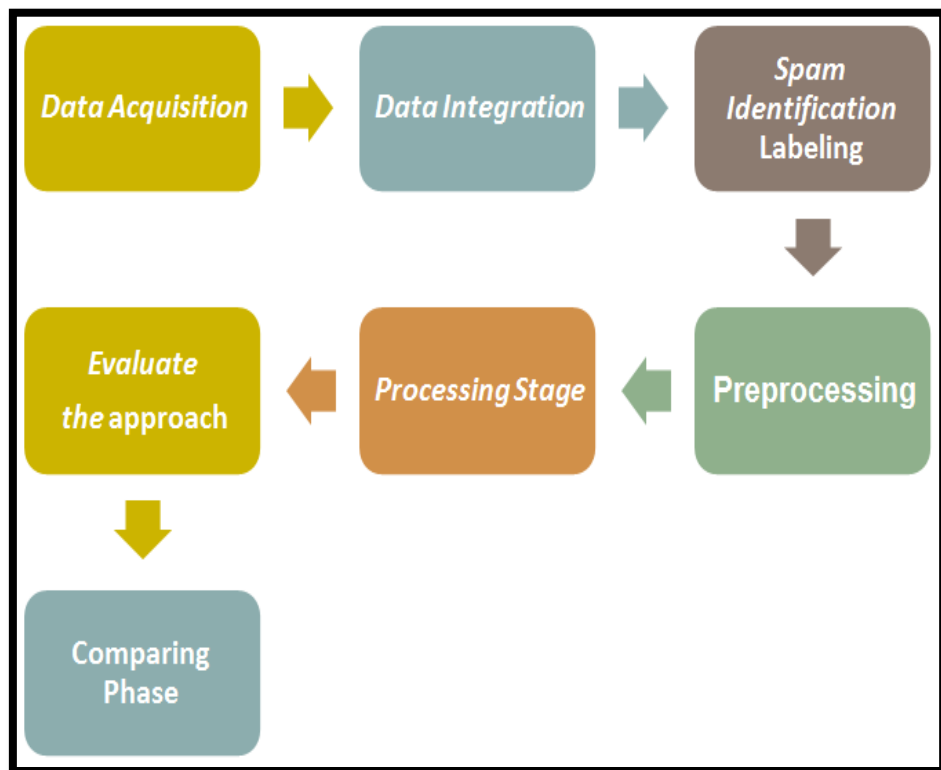 Data Acquisition
Data Integration
Spam
Identification
Labeling
Preprocessing
Processing Stage
Evaluate
the approach
Comparing
Phase